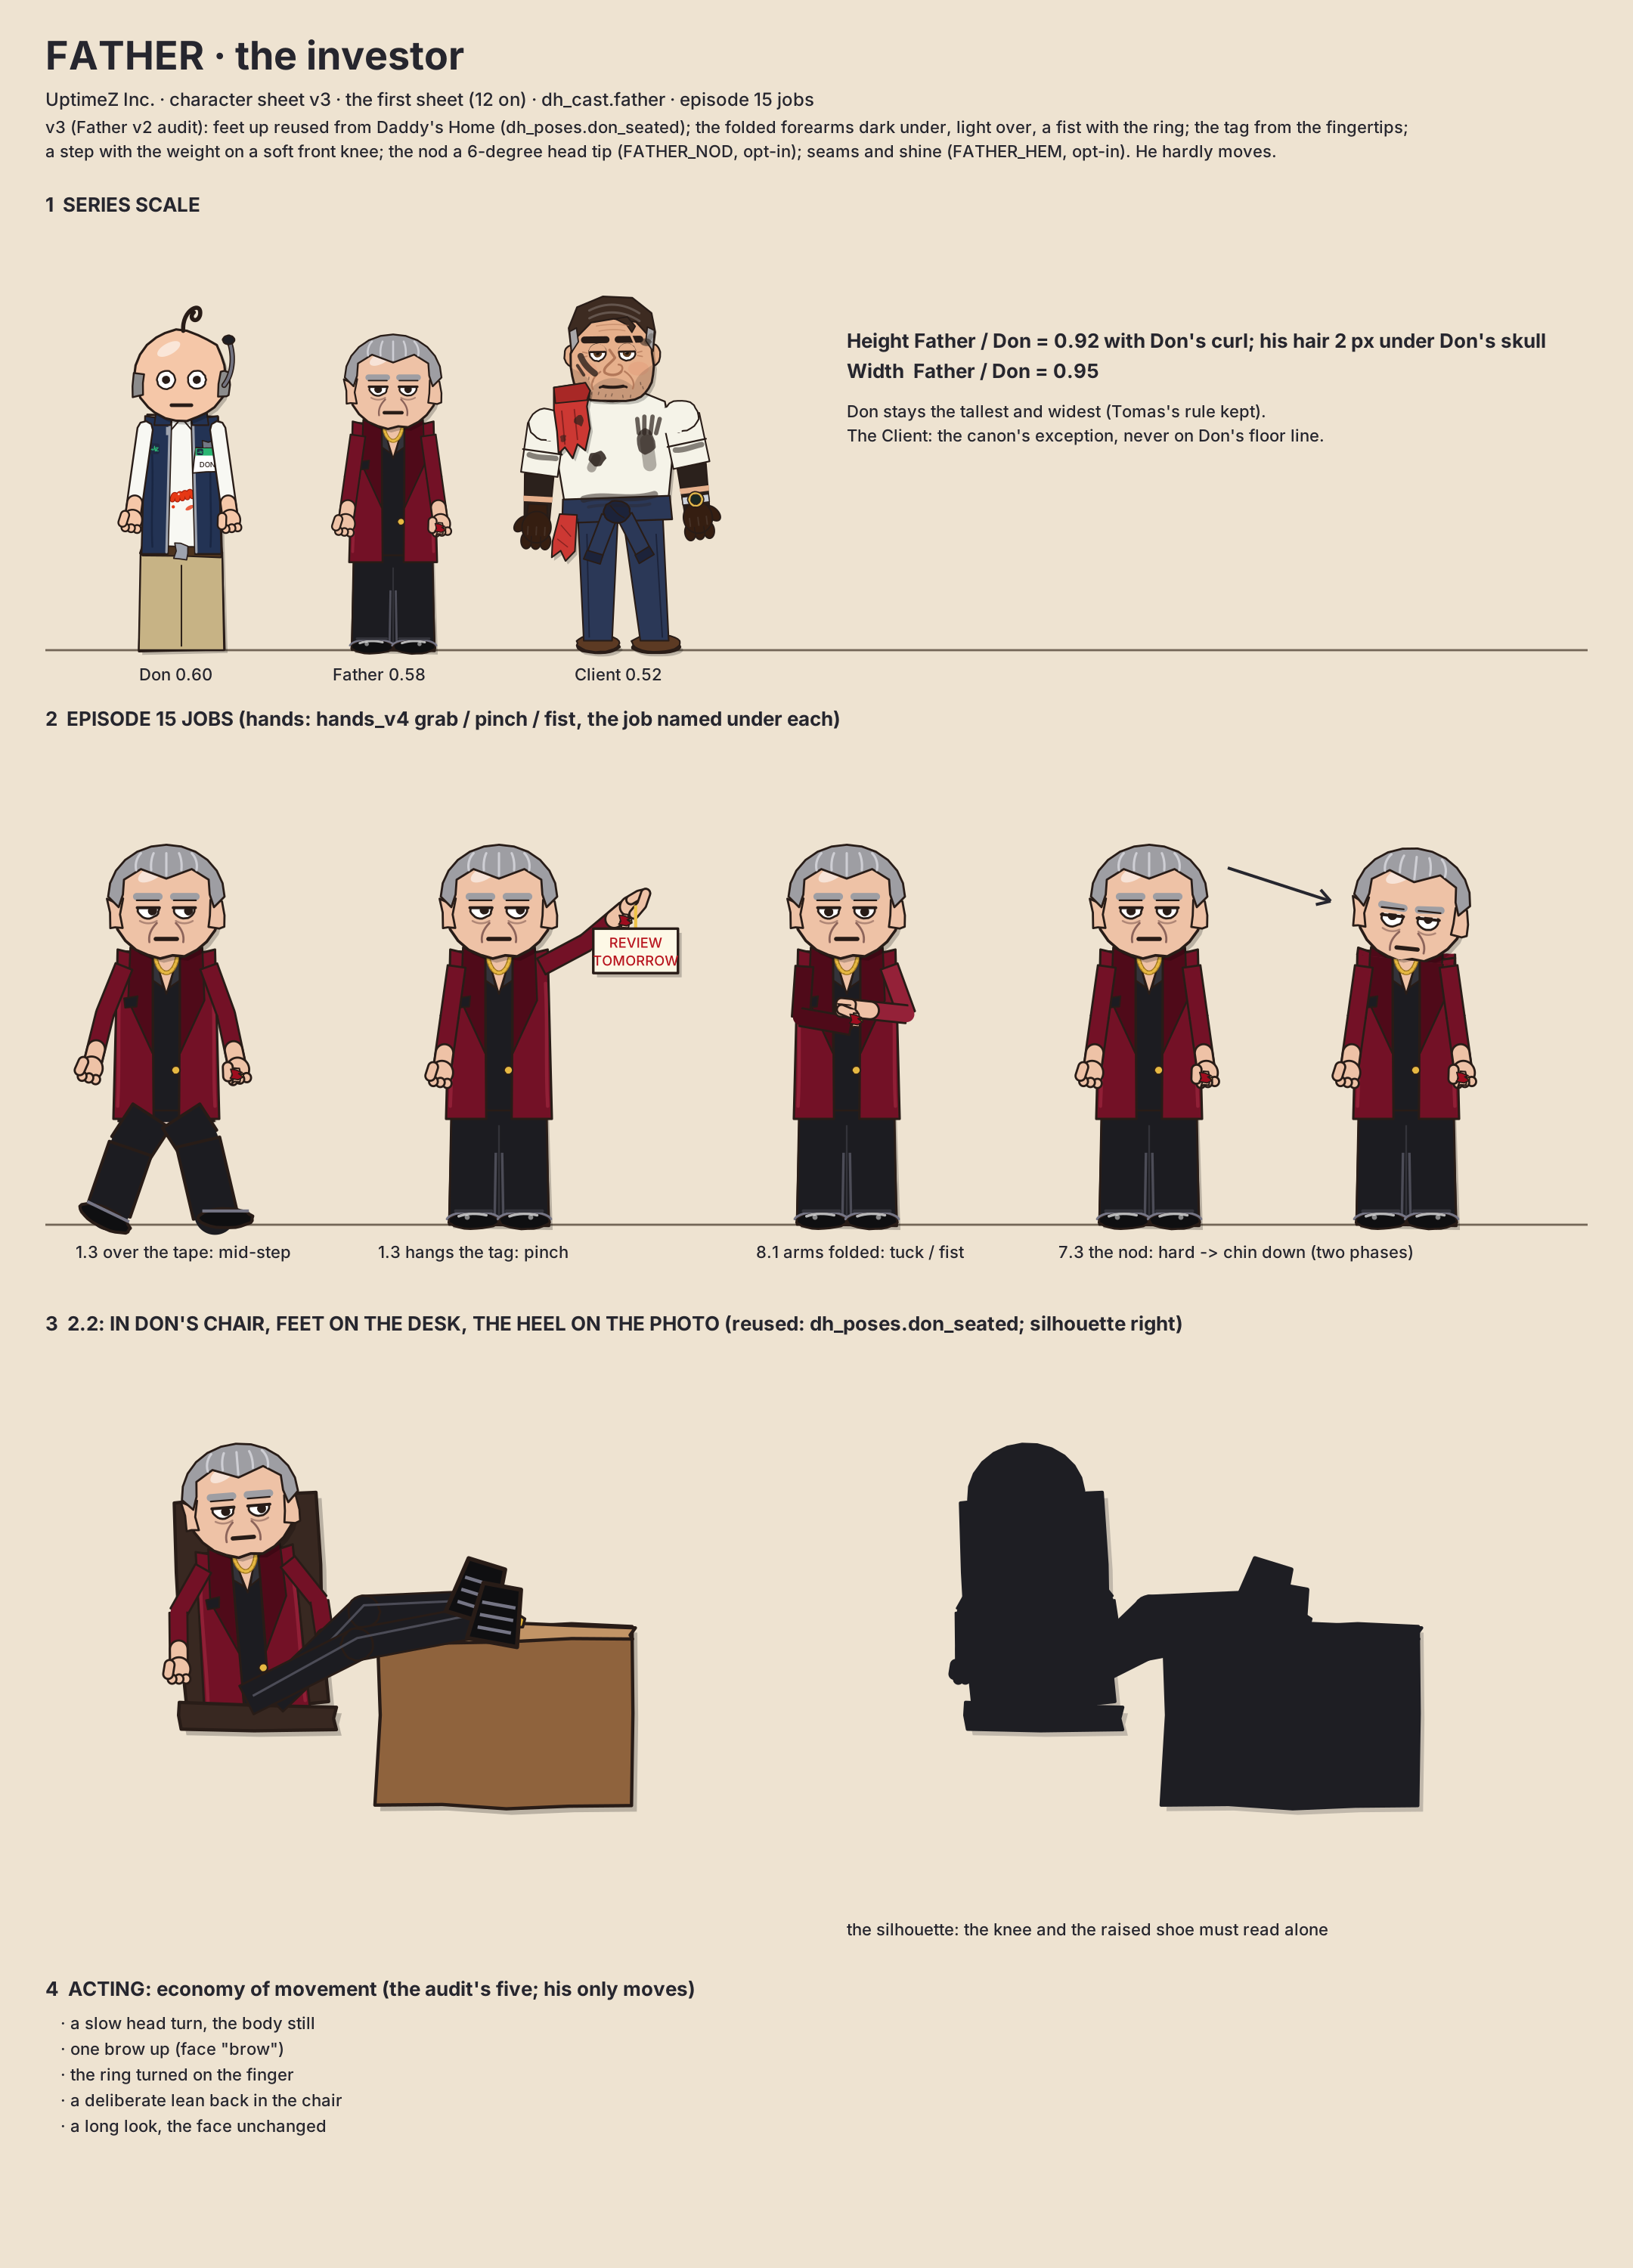 FATHER · the investor
UptimeZ Inc. · character sheet v3 · the first sheet (12 on) · dh_cast.father · episode 15 jobs
v3 (Father v2 audit): feet up reused from Daddy's Home (dh_poses.don_seated); the folded forearms dark under, light over, a fist with the ring; the tag from the fingertips;
a step with the weight on a soft front knee; the nod a 6-degree head tip (FATHER_NOD, opt-in); seams and shine (FATHER_HEM, opt-in). He hardly moves.
1 SERIES SCALE
Height Father / Don = 0.92 with Don's curl; his hair 2 px under Don's skull
Width Father / Don = 0.95
Don stays the tallest and widest (Tomas's rule kept).
The Client: the canon's exception, never on Don's floor line.
DON
Don 0.60
Father 0.58
Client 0.52
2 EPISODE 15 JOBS (hands: hands_v4 grab / pinch / fist, the job named under each)
REVIEW
TOMORROW
1.3 over the tape: mid-step
1.3 hangs the tag: pinch
8.1 arms folded: tuck / fist
7.3 the nod: hard -> chin down (two phases)
3 2.2: IN DON'S CHAIR, FEET ON THE DESK, THE HEEL ON THE PHOTO (reused: dh_poses.don_seated; silhouette right)
the silhouette: the knee and the raised shoe must read alone
4 ACTING: economy of movement (the audit's five; his only moves)
· a slow head turn, the body still
· one brow up (face "brow")
· the ring turned on the finger
· a deliberate lean back in the chair
· a long look, the face unchanged